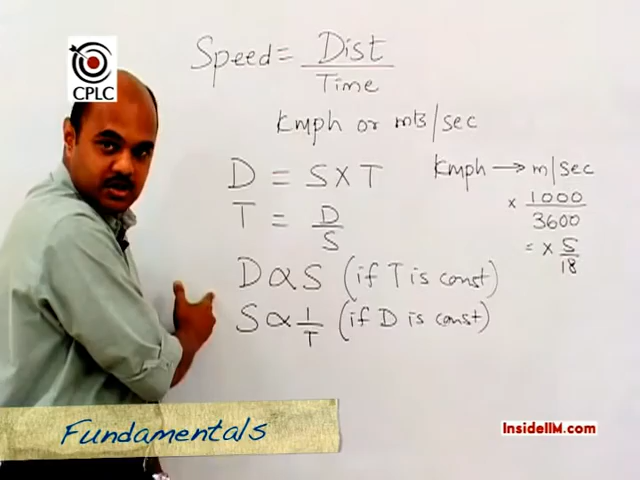 CPLC
Speed = Dist / Time
Kmph or mts/sec
D = S X T
T = D / S
D ∝ S (if T is const)
S ∝ 1 / T (if D is const)
Kmph → m/sec
× 1000 / 3600
= × 5 / 18
Fundamentals
InsideIIM.com